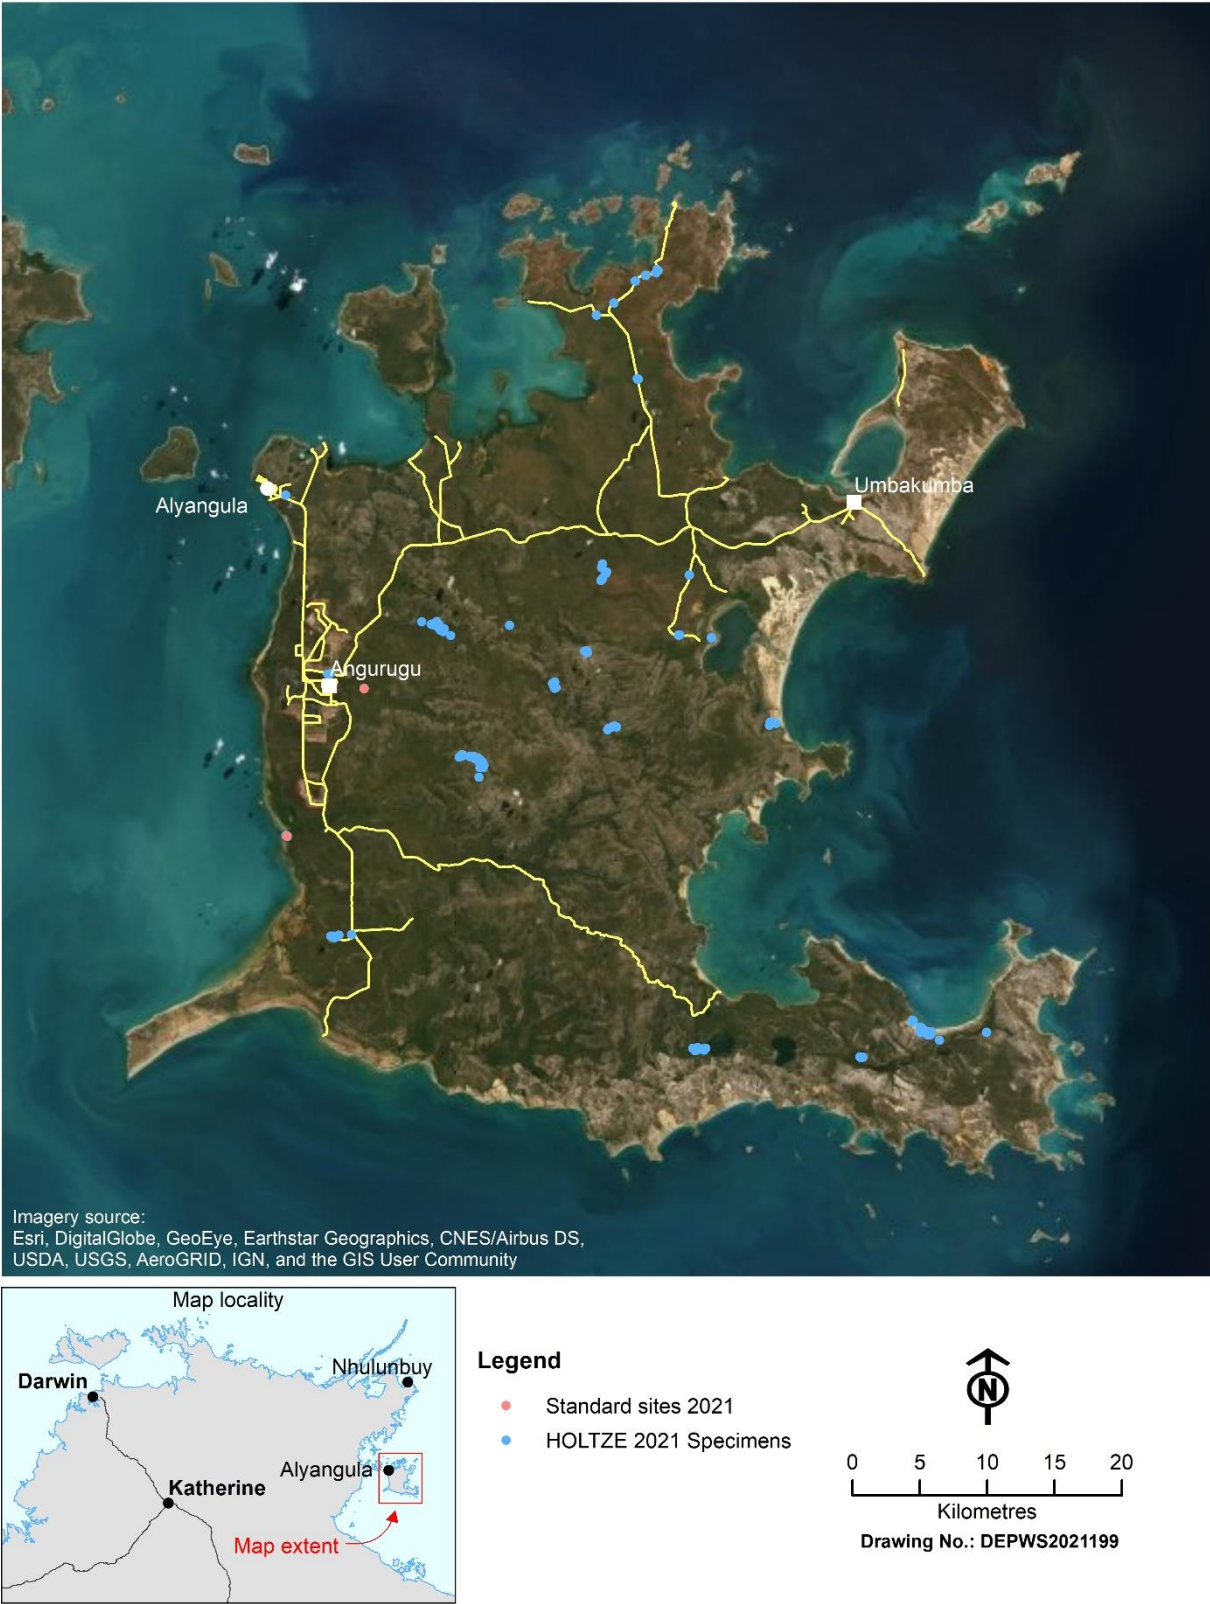 Alyangula
Umbakumba
Angurugu
Imagery source:
Esri, DigitalGlobe, GeoEye, Earthstar Geographics, CNES/Airbus DS,
USDA, USGS, AeroGRID, IGN, and the GIS User Community
Map locality
Nhulunbuy
Darwin
Alyangula
Katherine
Map extent
Legend
Standard sites 2021
HOLTZE 2021 Specimens
N
0 5 10 15 20
Kilometres
Drawing No.: DEPWS2021199